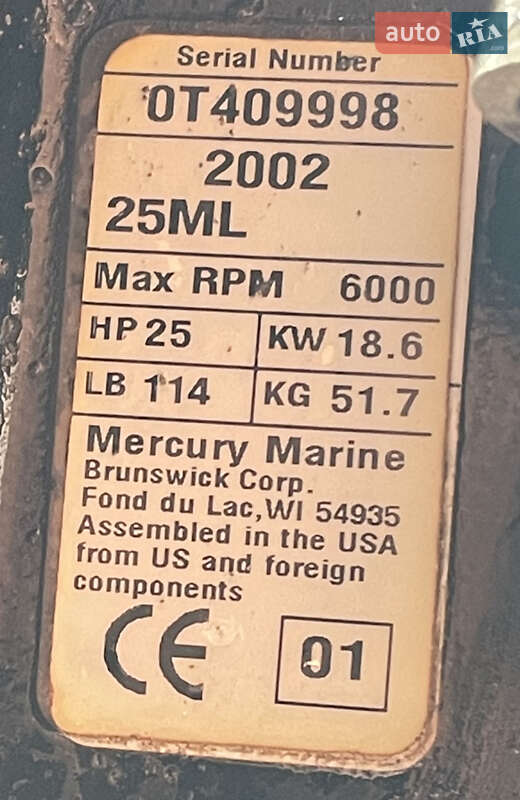 auto RIA
Serial Number
0T409998
2002
25ML
Max RPM 6000
HP 25 KW 18.6
LB 114 KG 51.7
Mercury Marine
Brunswick Corp.
Fond du Lac, WI 54935
Assembled in the USA
from US and foreign
components
CE 01